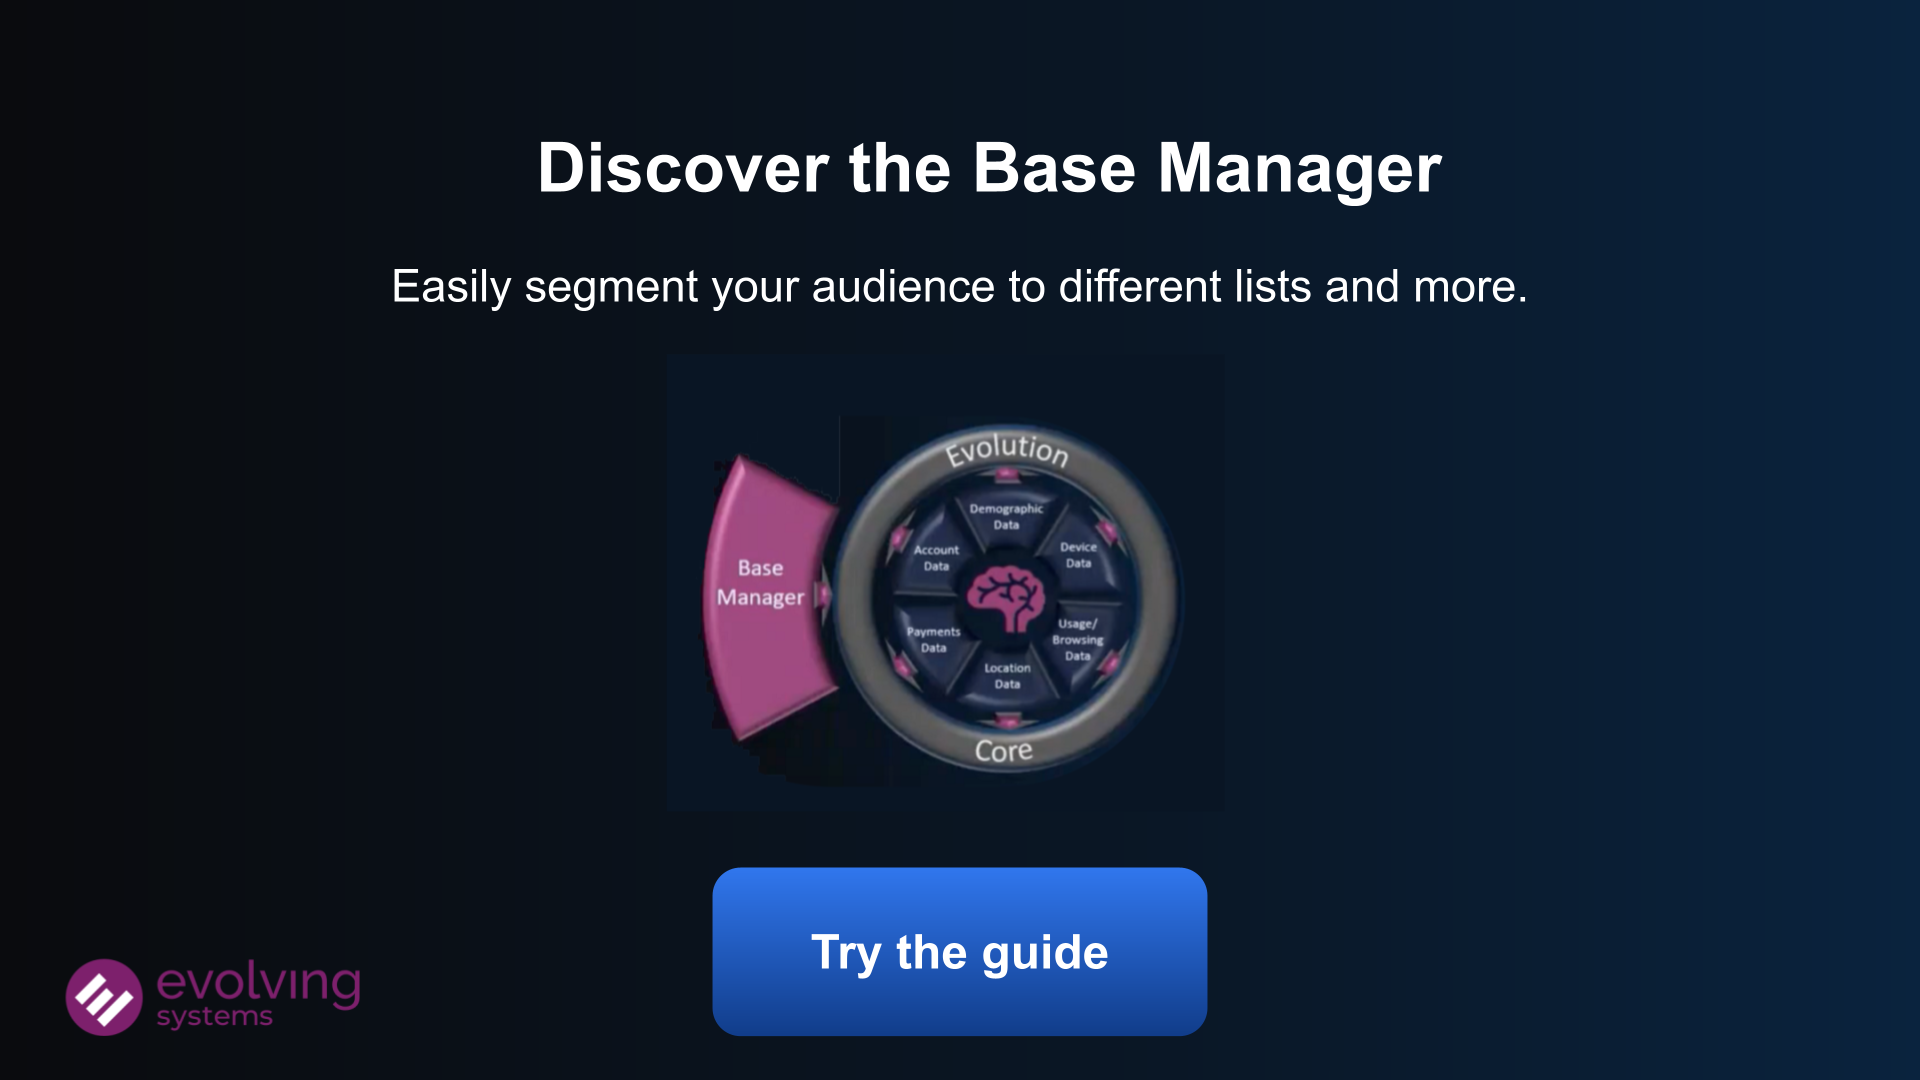 Discover the Base Manager
Easily segment your audience to different lists and more.
Evolution
Demographic
Data
Account
Data
Device
Data
Base
Manager
Payments
Data
Usage/
Browsing
Data
Location
Data
Core
Try the guide
evolving
systems